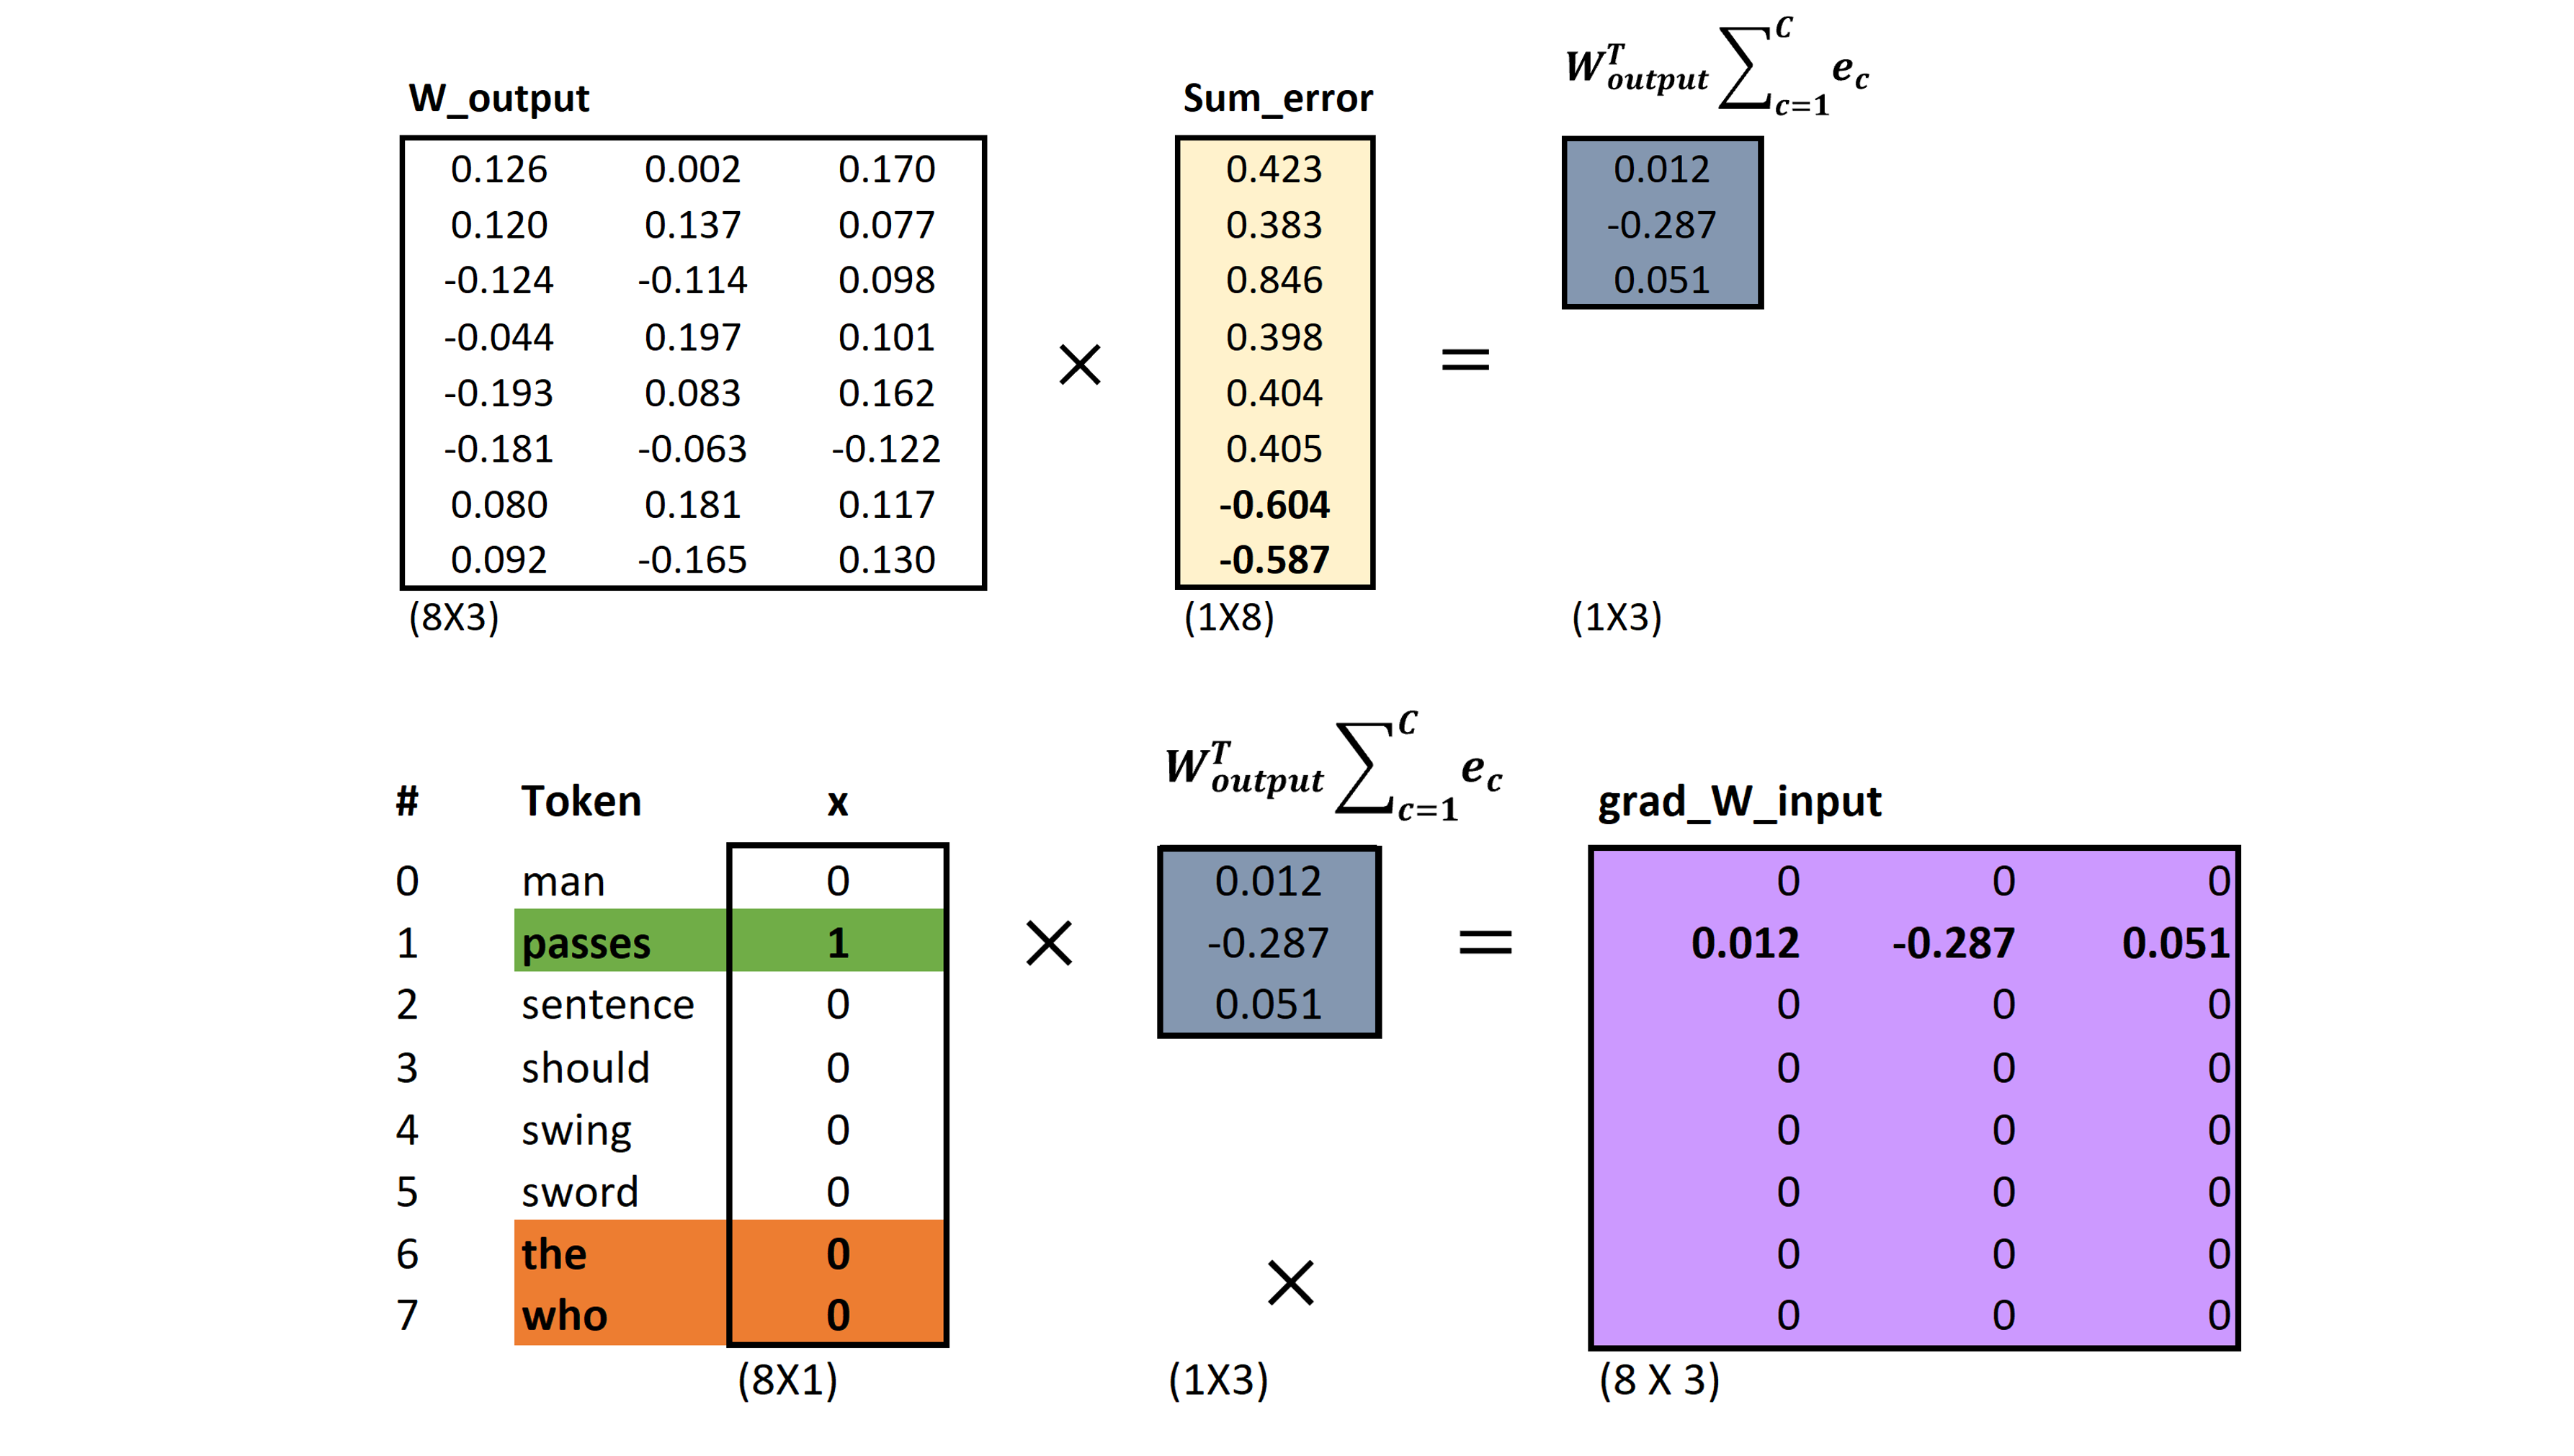 W_output Sum_error W^T_output ∑^C_c=1 e_c
0.126 0.002 0.170 0.423 0.012
0.120 0.137 0.077 0.383 -0.287
-0.124 -0.114 0.098 0.846 0.051
-0.044 0.197 0.101 0.398
× =
-0.193 0.083 0.162 0.404
-0.181 -0.063 -0.122 0.405
0.080 0.181 0.117 -0.604
0.092 -0.165 0.130 -0.587
(8X3) (1X8) (1X3)
W^T_output ∑^C_c=1 e_c
# Token x grad_W_input
0 man 0 0.012 0 0 0
1 passes 1 × -0.287 = 0.012 -0.287 0.051
2 sentence 0 0.051 0 0 0
3 should 0 0 0 0
4 swing 0 0 0 0
5 sword 0 0 0 0
6 the 0 × 0 0 0
7 who 0 0 0 0
(8X1) (1X3) (8 X 3)